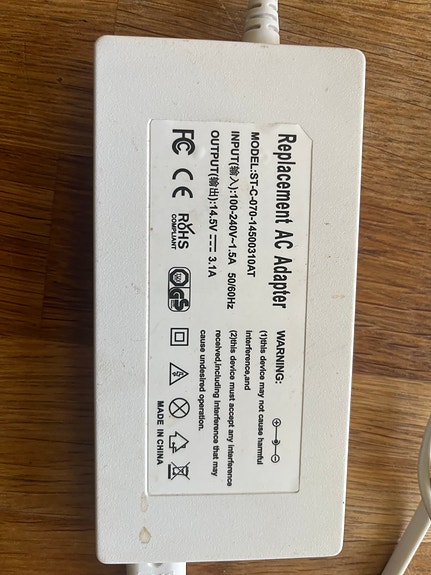 Replacement AC Adapter
MODEL:ST-C-070-14500310AT
INPUT(输入):100-240V~1.5A 50/60Hz
OUTPUT(输出):14.5V⎓3.1A
FC CE RoHS
COMPLIANT
GS
WARNING:
(1)this device may not cause harmful
interference,and
(2)this device must accept any interference
received,including interference that may
cause undesired operation.
MADE IN CHINA